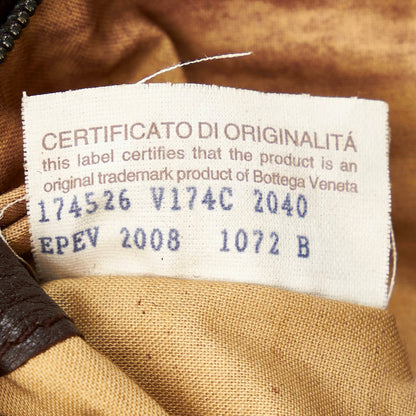 CERTIFICATO DI ORIGINALITÁ
this label certifies that the product is an
original trademark product of Bottega Veneta
174526 V174C 2040
EPEV 2008 1072 B